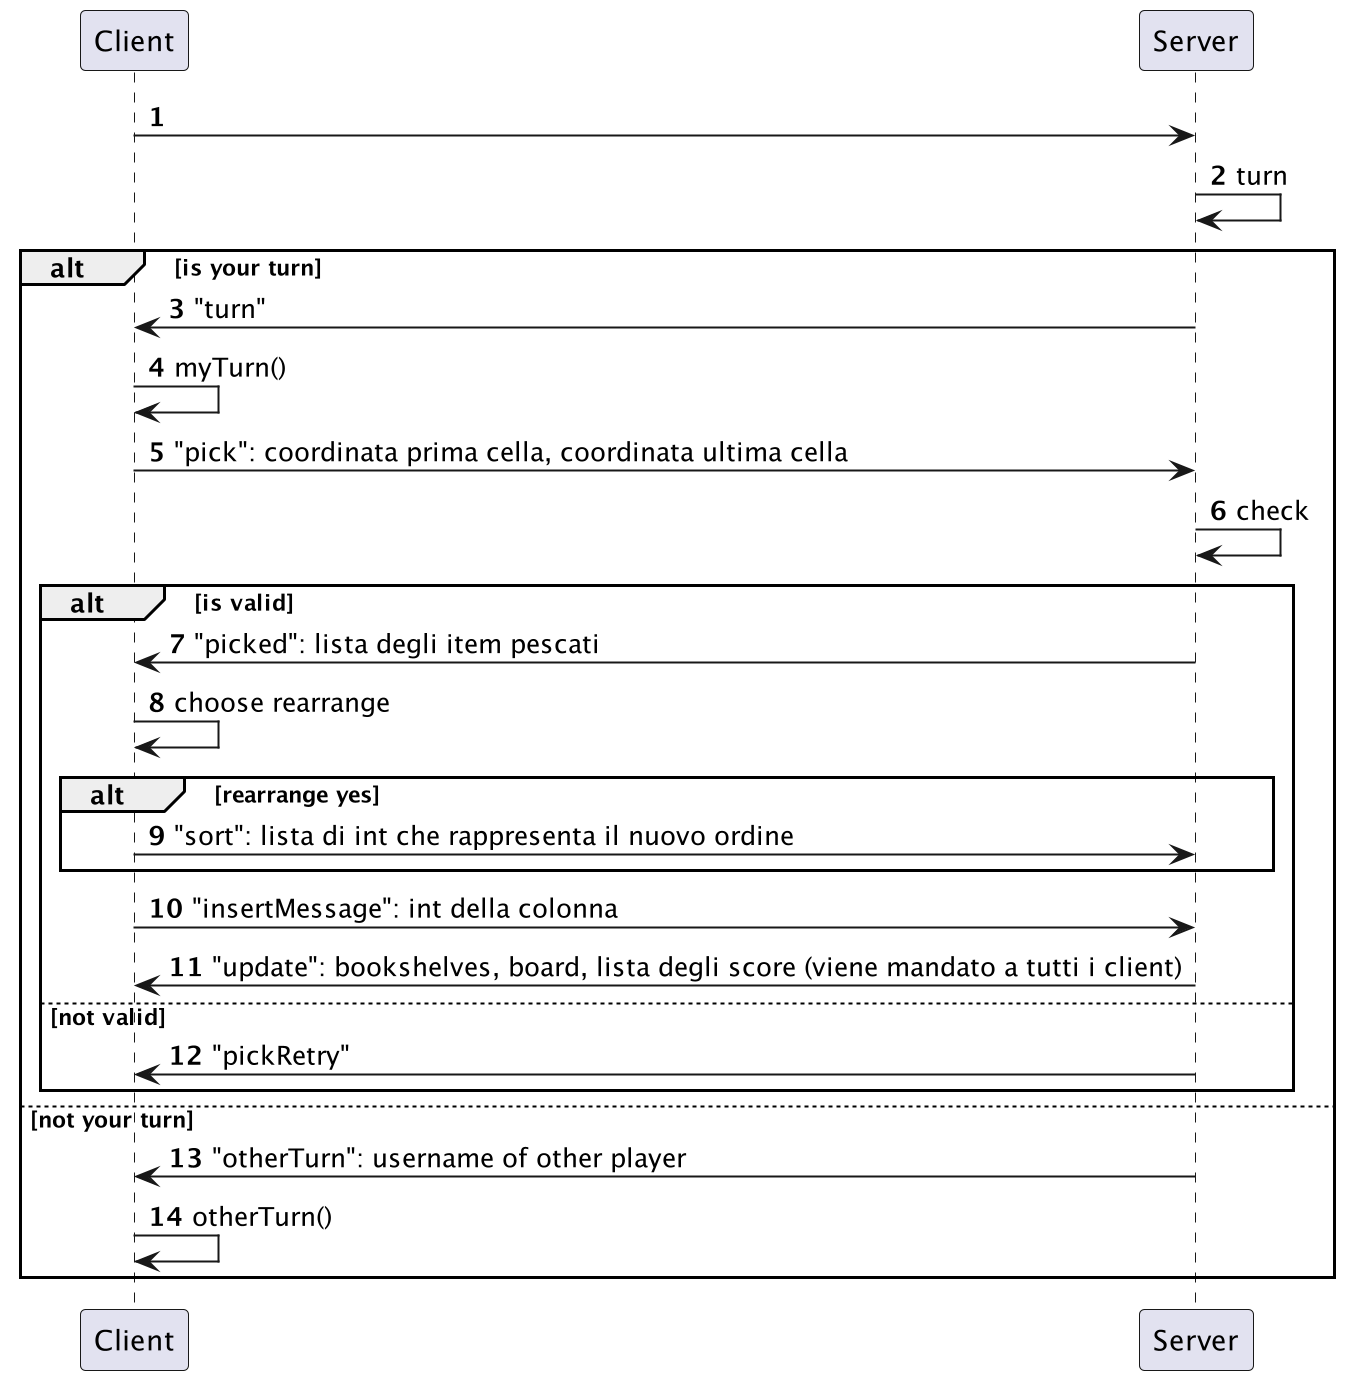 Client Server
1
2 turn
alt [is your turn]
3 "turn"
4 myTurn()
5 "pick": coordinata prima cella, coordinata ultima cella
6 check
alt [is valid]
7 "picked": lista degli item pescati
8 choose rearrange
alt [rearrange yes]
9 "sort": lista di int che rappresenta il nuovo ordine
10 "insertMessage": int della colonna
11 "update": bookshelves, board, lista degli score (viene mandato a tutti i client)
[not valid]
12 "pickRetry"
[not your turn]
13 "otherTurn": username of other player
14 otherTurn()
Client Server